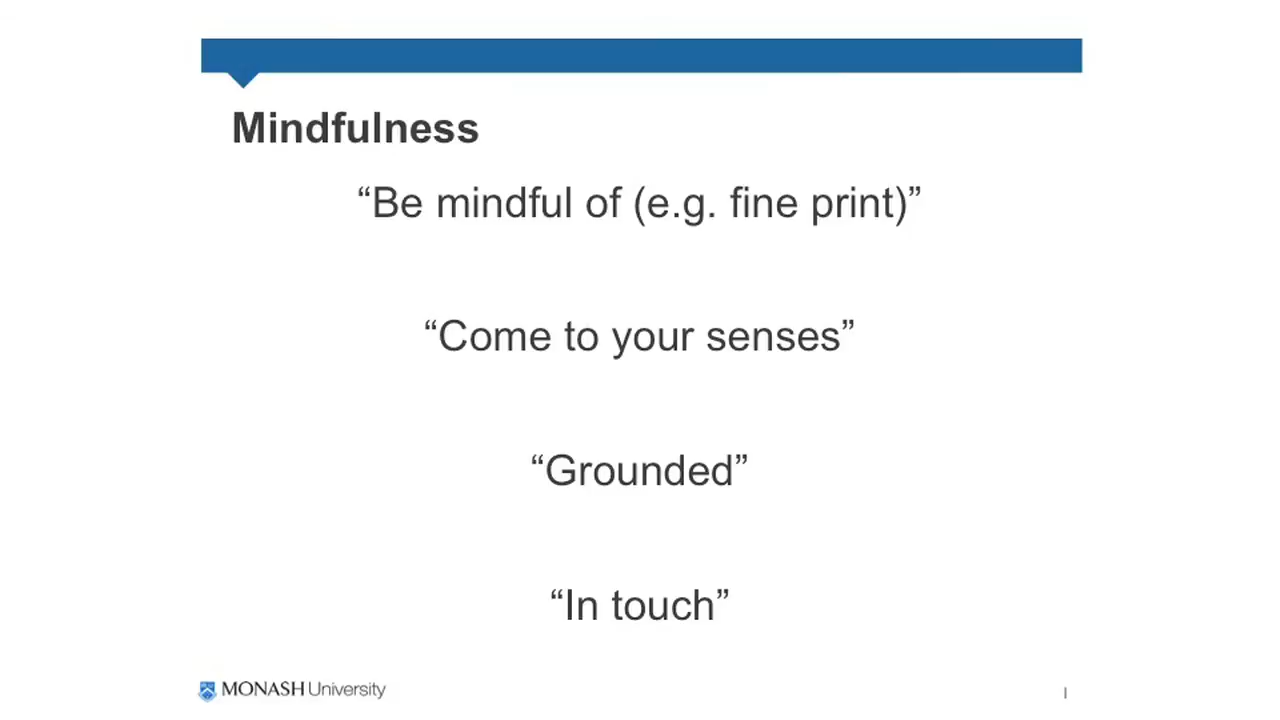 Mindfulness
“Be mindful of (e.g. fine print)”
“Come to your senses”
“Grounded”
“In touch”
MONASH University